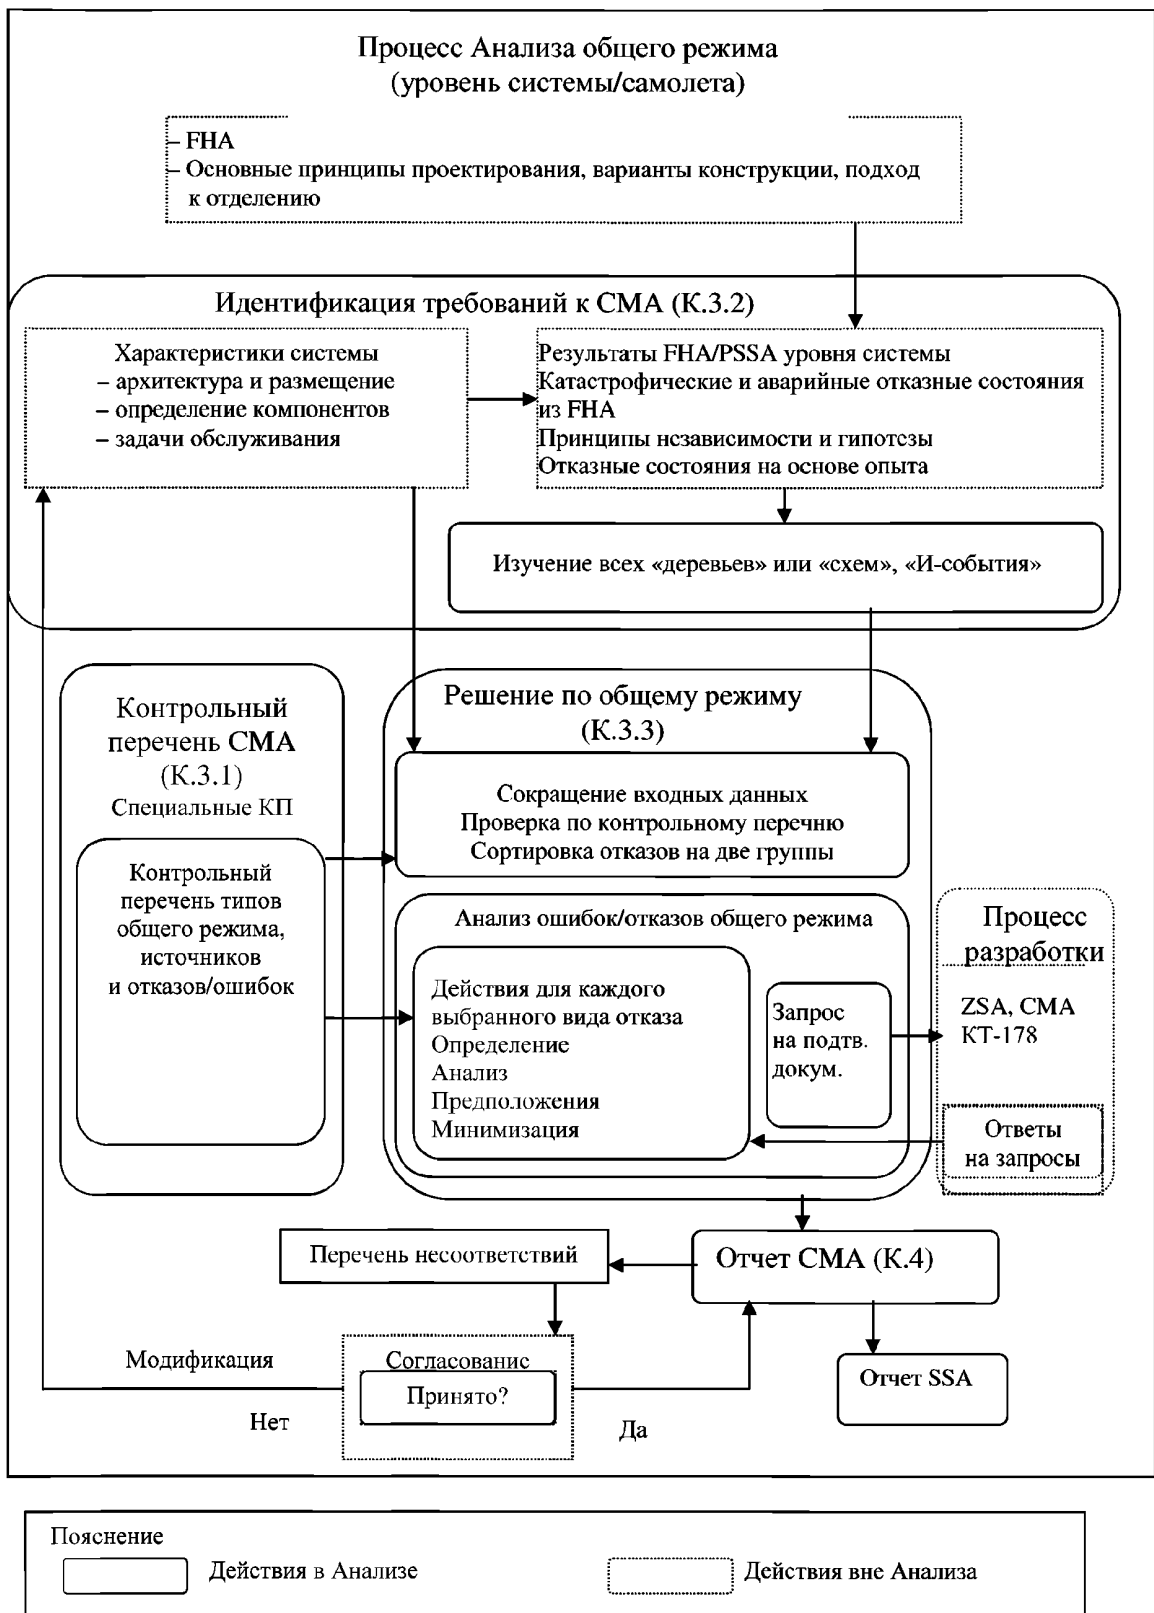 Процесс Анализа общего режима
(уровень системы/самолета)
– FHA
– Основные принципы проектирования, варианты конструкции, подход
к отделению
Идентификация требований к СМА (К.3.2)
Характеристики системы
– архитектура и размещение
– определение компонентов
– задачи обслуживания
Результаты FHA/PSSA уровня системы
Катастрофические и аварийные отказные состояния
из FHA
Принципы независимости и гипотезы
Отказные состояния на основе опыта
Изучение всех «деревьев» или «схем», «И-события»
Контрольный
перечень СМА
(К.3.1)
Специальные КП
Контрольный
перечень типов
общего режима,
источников
и отказов/ошибок
Решение по общему режиму
(К.3.3)
Сокращение входных данных
Проверка по контрольному перечню
Сортировка отказов на две группы
Анализ ошибок/отказов общего режима
Действия для каждого
выбранного вида отказа
Определение
Анализ
Предположения
Минимизация
Запрос
на подтв.
докум.
Процесс
разработки
ZSA, СМА
КТ-178
Ответы
на запросы
Перечень несоответствий
Отчет СМА (К.4)
Модификация
Согласование
Принято?
Нет
Да
Отчет SSA
Пояснение
Действия в Анализе
Действия вне Анализа